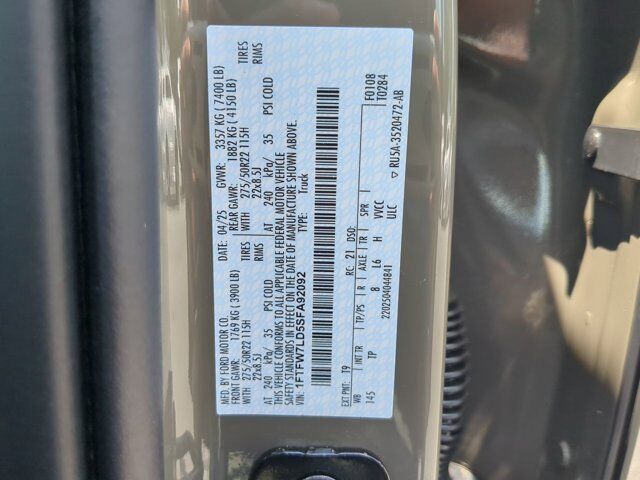 MFD. BY FORD MOTOR CO.
DATE: 04/25 GVWR: 3357 KG ( 7400 LB)
FRONT GAWR: 1769 KG ( 3900 LB) REAR GAWR: 1882 KG ( 4150 LB)
WITH 275/50R22 115H TIRES WITH 275/50R22 115H TIRES
22x8.5J RIMS 22x8.5J RIMS
AT 240 kPa/ 35 PSI COLD AT 240 kPa/ 35 PSI COLD
THIS VEHICLE CONFORMS TO ALL APPLICABLE FEDERAL MOTOR VEHICLE
SAFETY STANDARDS IN EFFECT ON THE DATE OF MANUFACTURE SHOWN ABOVE.
VIN: 1FTFW7LD5SFA92092 TYPE: Truck
F0108
T0284
EXT PNT: T9 RC: 21 DSO:
WB INT TR TP/PS R AXLE TR SPR
145 TP 8 L6 H VVCC
ULC
220250404841 ▽ RU5A-3520472-AB